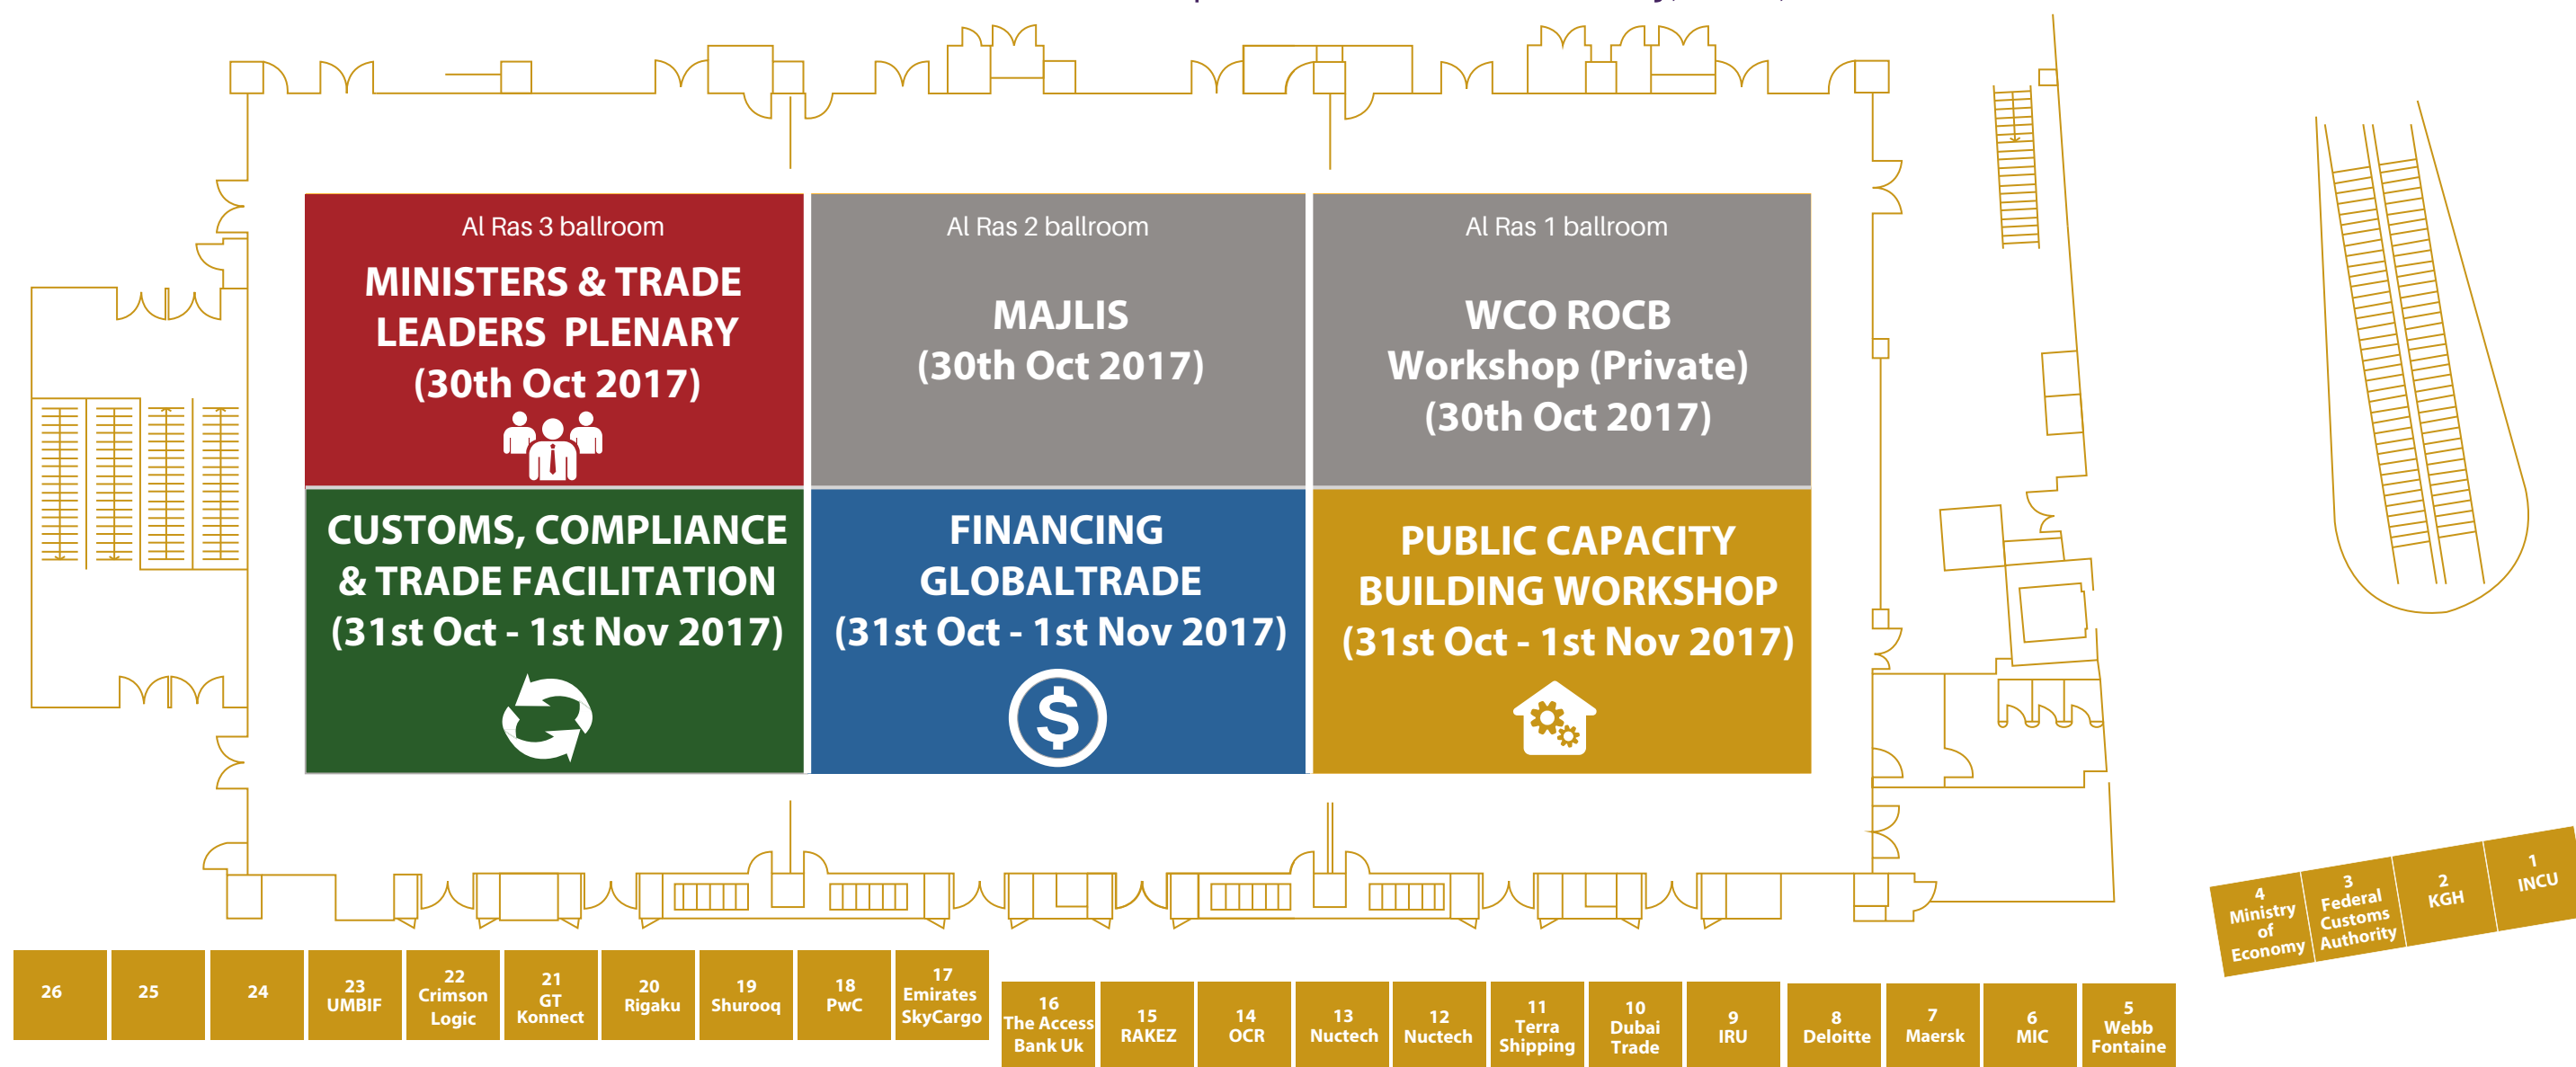 Al Ras 3 ballroom
MINISTERS & TRADE
LEADERS PLENARY
(30th Oct 2017)
Al Ras 2 ballroom
MAJLIS
(30th Oct 2017)
Al Ras 1 ballroom
WCO ROCB
Workshop (Private)
(30th Oct 2017)
CUSTOMS, COMPLIANCE
& TRADE FACILITATION
(31st Oct - 1st Nov 2017)
FINANCING
GLOBALTRADE
(31st Oct - 1st Nov 2017)
$
PUBLIC CAPACITY
BUILDING WORKSHOP
(31st Oct - 1st Nov 2017)
4
Ministry
of
Economy
3
Federal
Customs
Authority
2
KGH
1
INCU
26
25
24
23
UMBIF
22
Crimson
Logic
21
GT
Konnect
20
Rigaku
19
Shurooq
18
PwC
17
Emirates
SkyCargo
16
The Access
Bank Uk
15
RAKEZ
14
OCR
13
Nuctech
12
Nuctech
11
Terra
Shipping
10
Dubai
Trade
9
IRU
8
Deloitte
7
Maersk
6
MIC
5
Webb
Fontaine